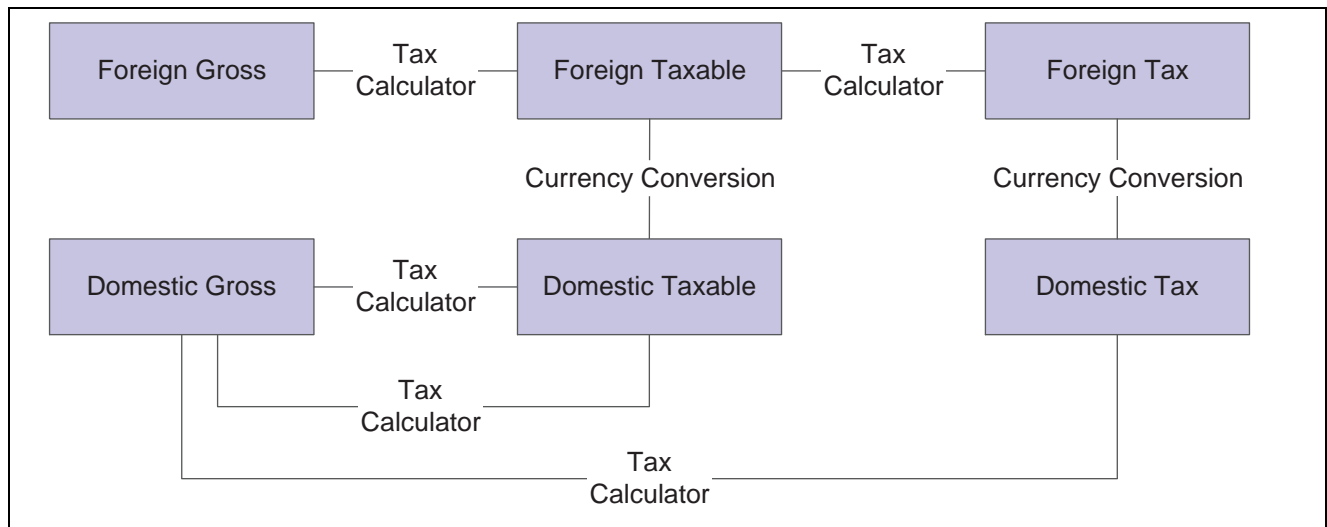 Foreign Gross
Tax
Calculator
Foreign Taxable
Tax
Calculator
Foreign Tax
Currency Conversion
Currency Conversion
Domestic Gross
Tax
Calculator
Domestic Taxable
Domestic Tax
Tax
Calculator
Tax
Calculator